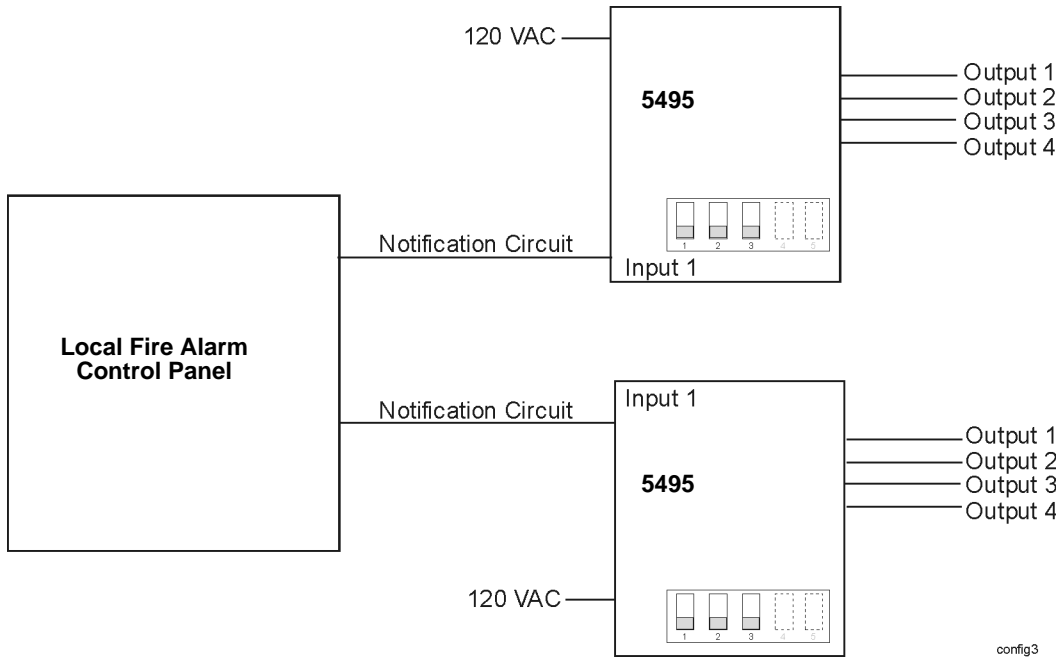 120 VAC
5495
Output 1
Output 2
Output 3
Output 4
1 2 3 4 5
Notification Circuit
Input 1
Local Fire Alarm
Control Panel
Notification Circuit
Input 1
5495
Output 1
Output 2
Output 3
Output 4
120 VAC
1 2 3 4 5
config3